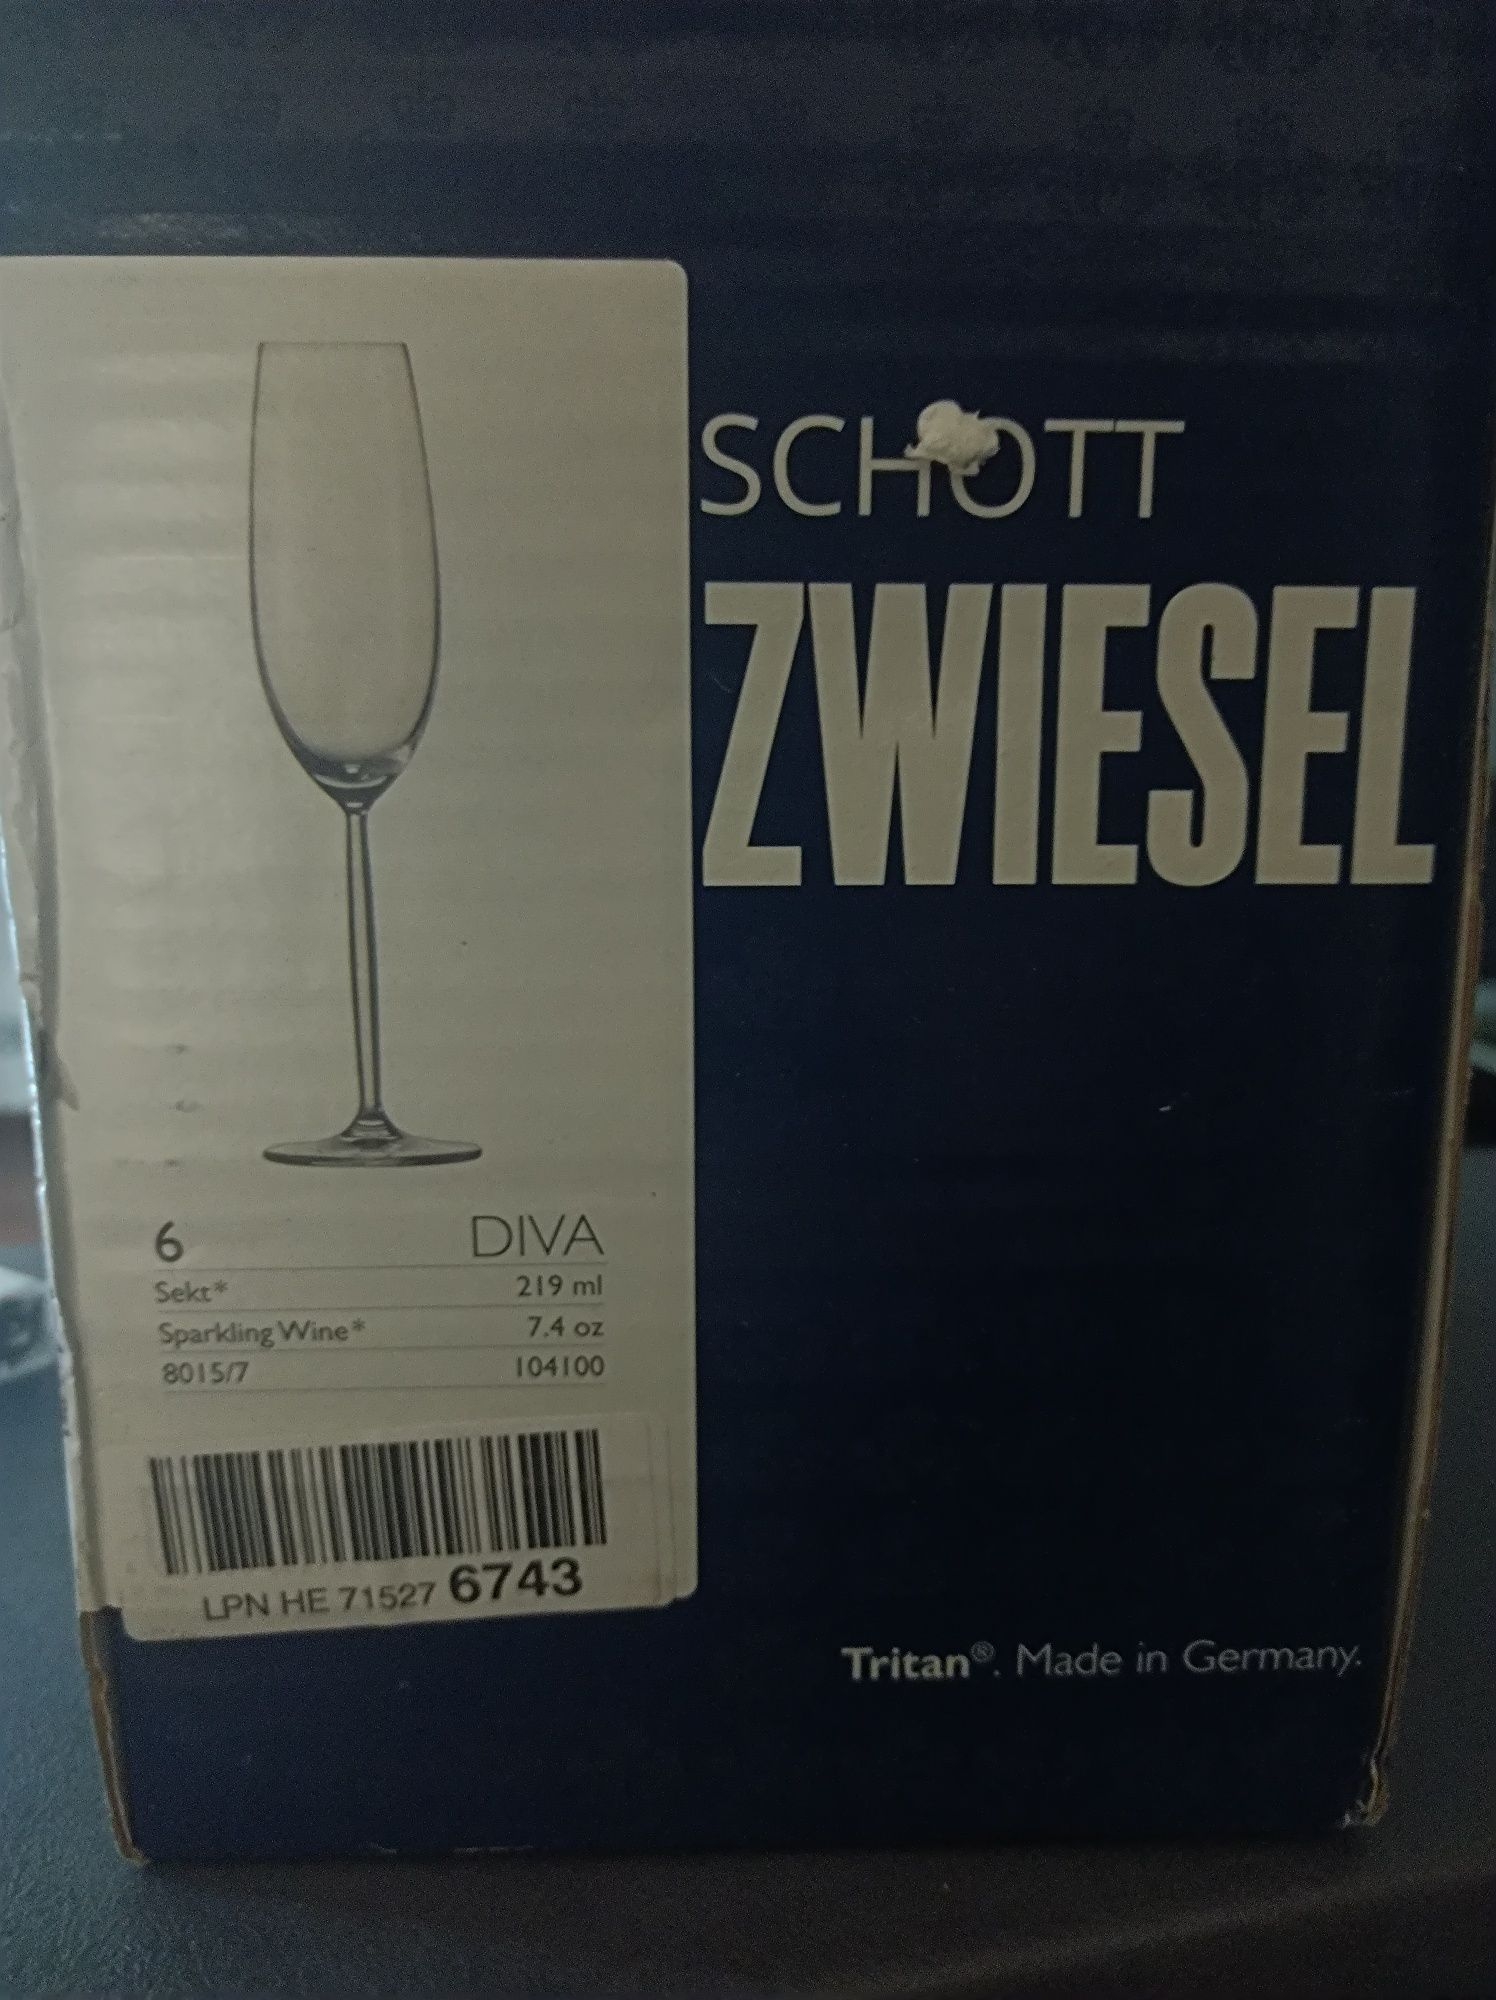 SCHOTT
ZWIESEL
6 DIVA
Sekt* 219 ml
Sparkling Wine* 7.4 oz
8015/7 104100
LPN HE 71527 6743
Tritan®. Made in Germany.